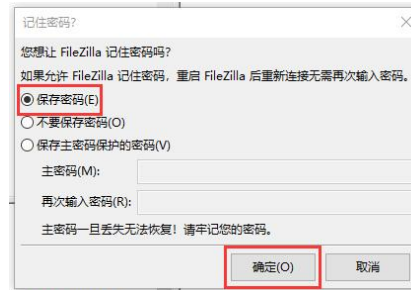 记住密码?
您想让 FileZilla 记住密码吗?
如果允许 FileZilla 记住密码，重启 FileZilla 后重新连接无需再次输入密码。
保存密码(E)
不要保存密码(O)
保存主密码保护的密码(V)
主密码(M):
再次输入密码(R):
主密码一旦丢失无法恢复！请牢记您的密码。
确定(O) 取消